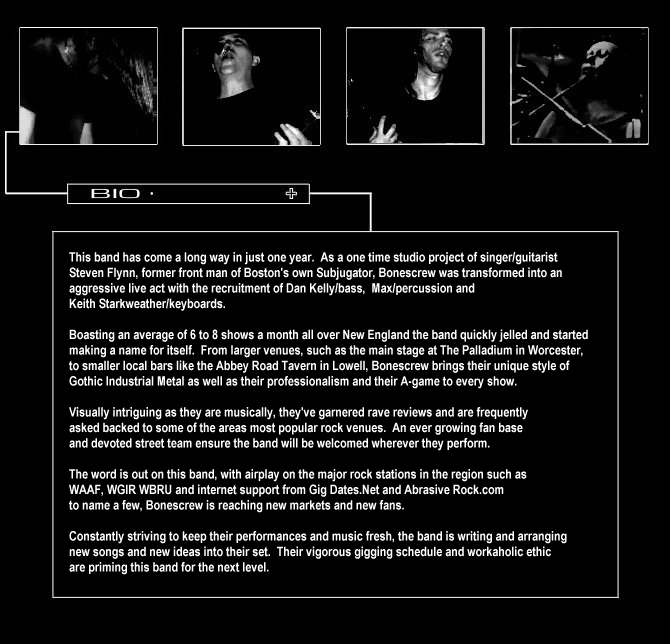 BIO ·
This band has come a long way in just one year. As a one time studio project of singer/guitarist
Steven Flynn, former front man of Boston's own Subjugator, Bonescrew was transformed into an
aggressive live act with the recruitment of Dan Kelly/bass, Max/percussion and
Keith Starkweather/keyboards.
Boasting an average of 6 to 8 shows a month all over New England the band quickly jelled and started
making a name for itself. From larger venues, such as the main stage at The Palladium in Worcester,
to smaller local bars like the Abbey Road Tavern in Lowell, Bonescrew brings their unique style of
Gothic Industrial Metal as well as their professionalism and their A-game to every show.
Visually intriguing as they are musically, they've garnered rave reviews and are frequently
asked backed to some of the areas most popular rock venues. An ever growing fan base
and devoted street team ensure the band will be welcomed wherever they perform.
The word is out on this band, with airplay on the major rock stations in the region such as
WAAF, WGIR WBRU and internet support from Gig Dates.Net and Abrasive Rock.com
to name a few, Bonescrew is reaching new markets and new fans.
Constantly striving to keep their performances and music fresh, the band is writing and arranging
new songs and new ideas into their set. Their vigorous gigging schedule and workaholic ethic
are priming this band for the next level.